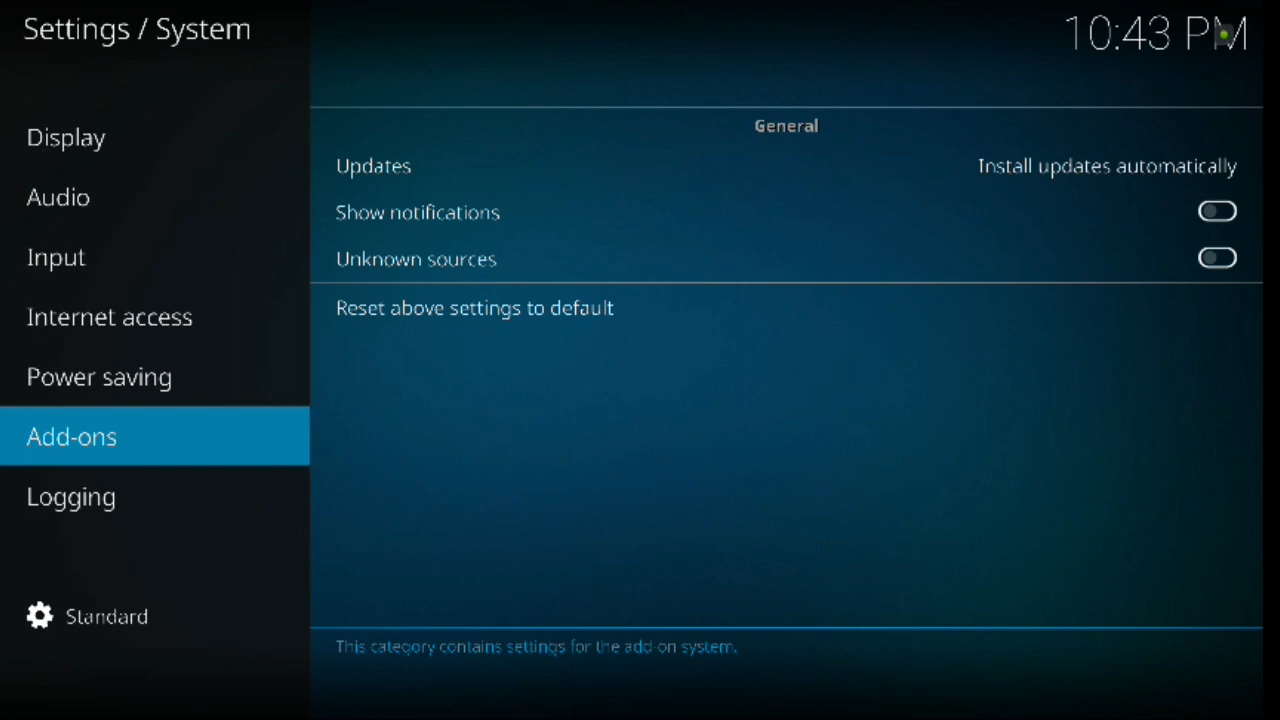 Settings / System
10:43 PM
Display
Audio
Input
Internet access
Power saving
Add-ons
Logging
Standard
General
Updates Install updates automatically
Show notifications
Unknown sources
Reset above settings to default
This category contains settings for the add-on system.